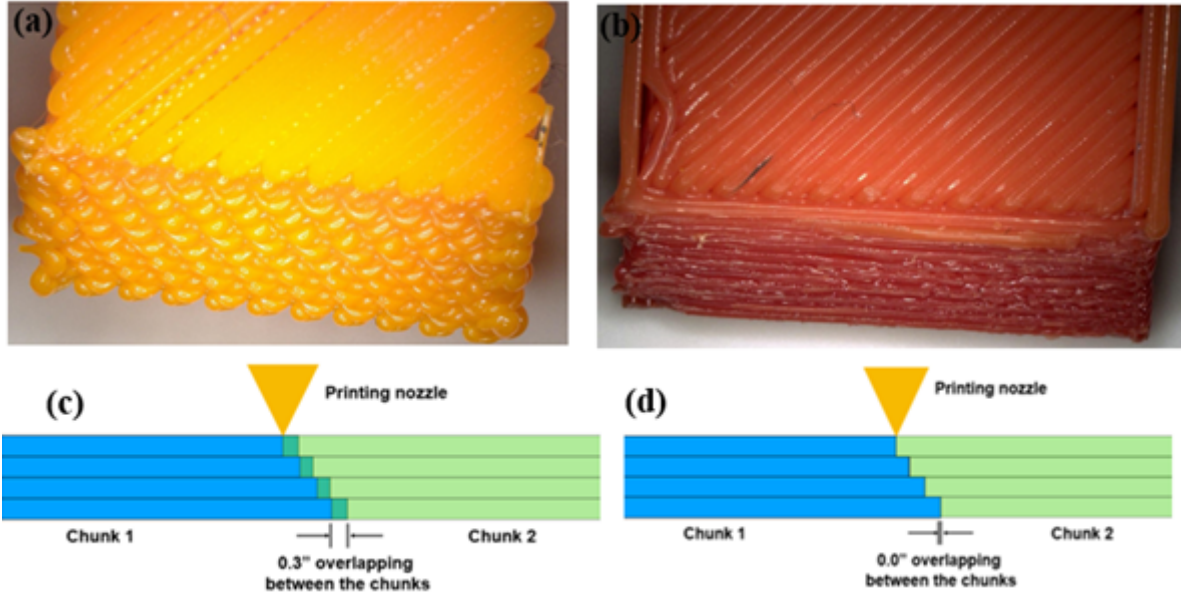 (a)
(b)
(c)
Printing nozzle
Chunk 1
Chunk 2
0.3" overlapping
between the chunks
(d)
Printing nozzle
Chunk 1
Chunk 2
0.0" overlapping
between the chunks